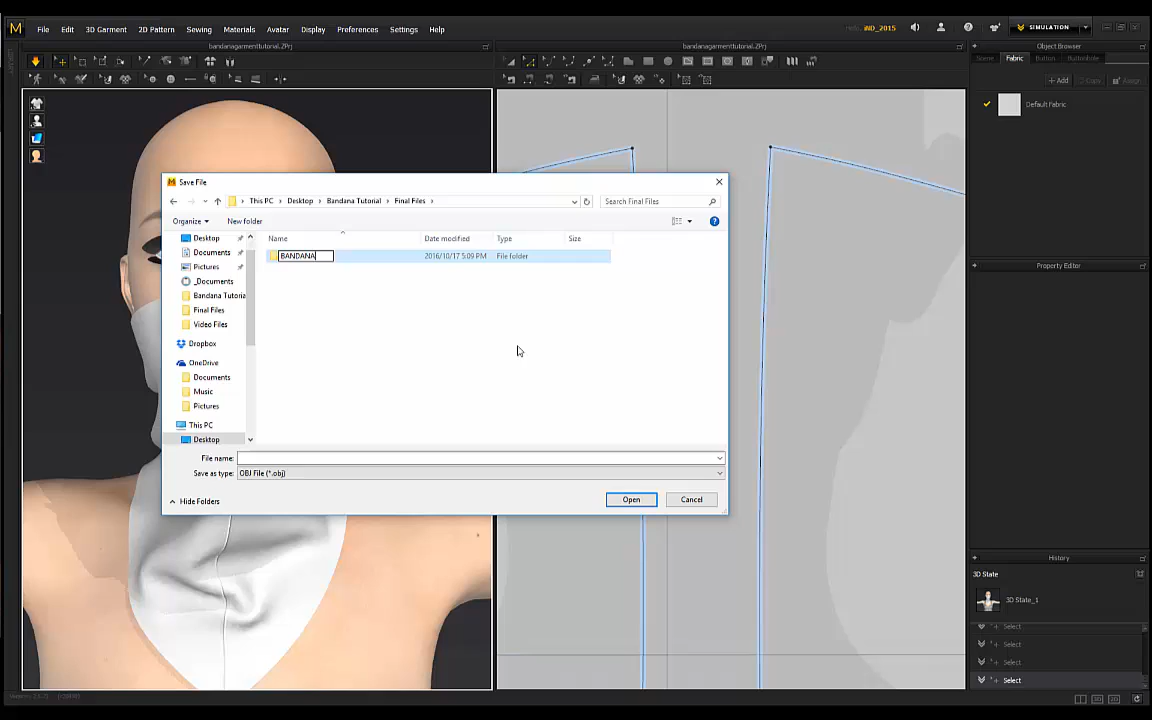 M File Edit 3D Garment 2D Pattern Sewing Materials Avatar Display Preferences Settings Help
IND_2015 SIMULATION
bandanagarmenttutorial.ZPrj bandanagarmenttutorial.ZPrj Object Browser
Scene Fabric Button Buttonhole
+ Add Copy Assign
Default Fabric
Property Editor
Save File
This PC > Desktop > Bandana Tutorial > Final Files > Search Final Files
Organize New folder
Name Date modified Type Size
BANDANA 2016/10/17 5:09 PM File folder
Desktop
Documents
Pictures
_Documents
Bandana Tutoria
Final Files
Video Files
Dropbox
OneDrive
Documents
Music
Pictures
This PC
Desktop
File name:
Save as type: OBJ File (*.obj)
Hide Folders Open Cancel
History
3D State
3D State_1
Select
Select
Select
Select